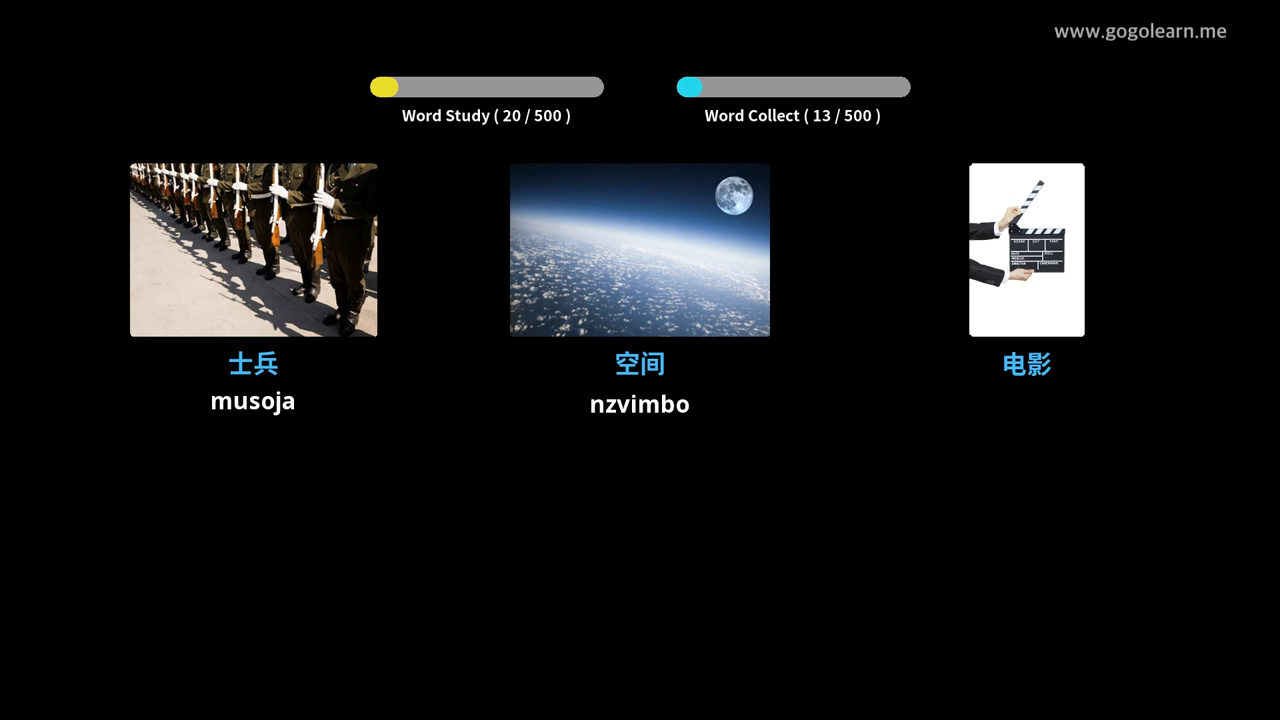 www.gogolearn.me
Word Study ( 20 / 500 )
Word Collect ( 13 / 500 )
士兵
musoja
空间
nzvimbo
电影